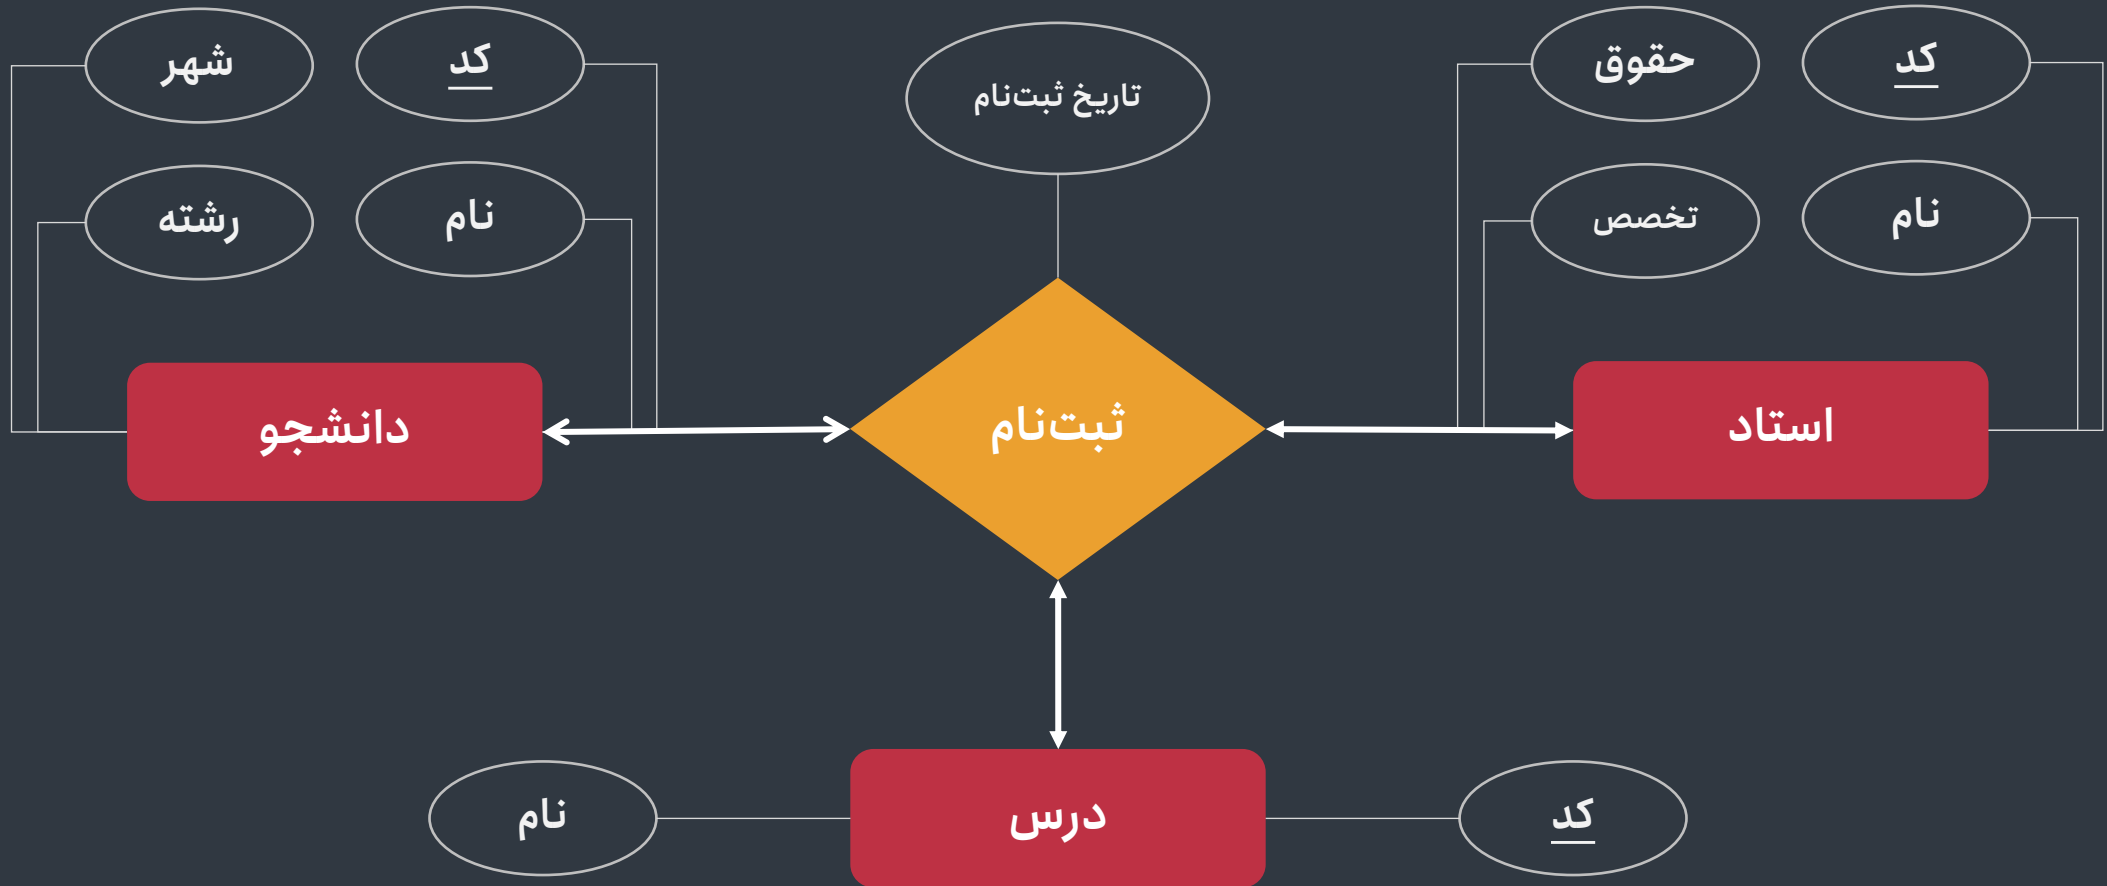 کد
حقوق
تاریخ ثبت‌نام
کد
شهر
نام
تخصص
نام
رشته
استاد
ثبت‌نام
دانشجو
کد
درس
نام